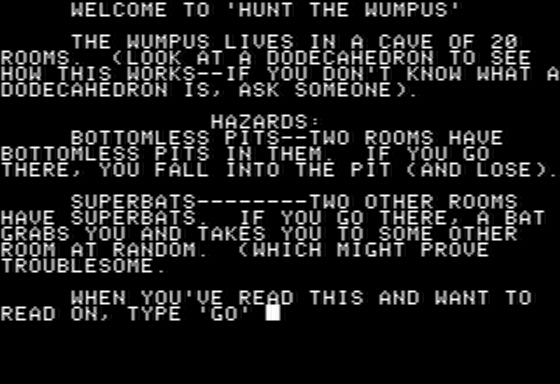 WELCOME TO 'HUNT THE WUMPUS'
THE WUMPUS LIVES IN A CAVE OF 20
ROOMS.  (LOOK AT A DODECAHEDRON TO SEE
HOW THIS WORKS--IF YOU DON'T KNOW WHAT A
DODECAHEDRON IS, ASK SOMEONE).
HAZARDS:
BOTTOMLESS PITS--TWO ROOMS HAVE
BOTTOMLESS PITS IN THEM.  IF YOU GO
THERE, YOU FALL INTO THE PIT (AND LOSE).
SUPERBATS--------TWO OTHER ROOMS
HAVE SUPERBATS.  IF YOU GO THERE, A BAT
GRABS YOU AND TAKES YOU TO SOME OTHER
ROOM AT RANDOM.  (WHICH MIGHT PROVE
TROUBLESOME.
WHEN YOU'VE READ THIS AND WANT TO
READ ON, TYPE 'GO'